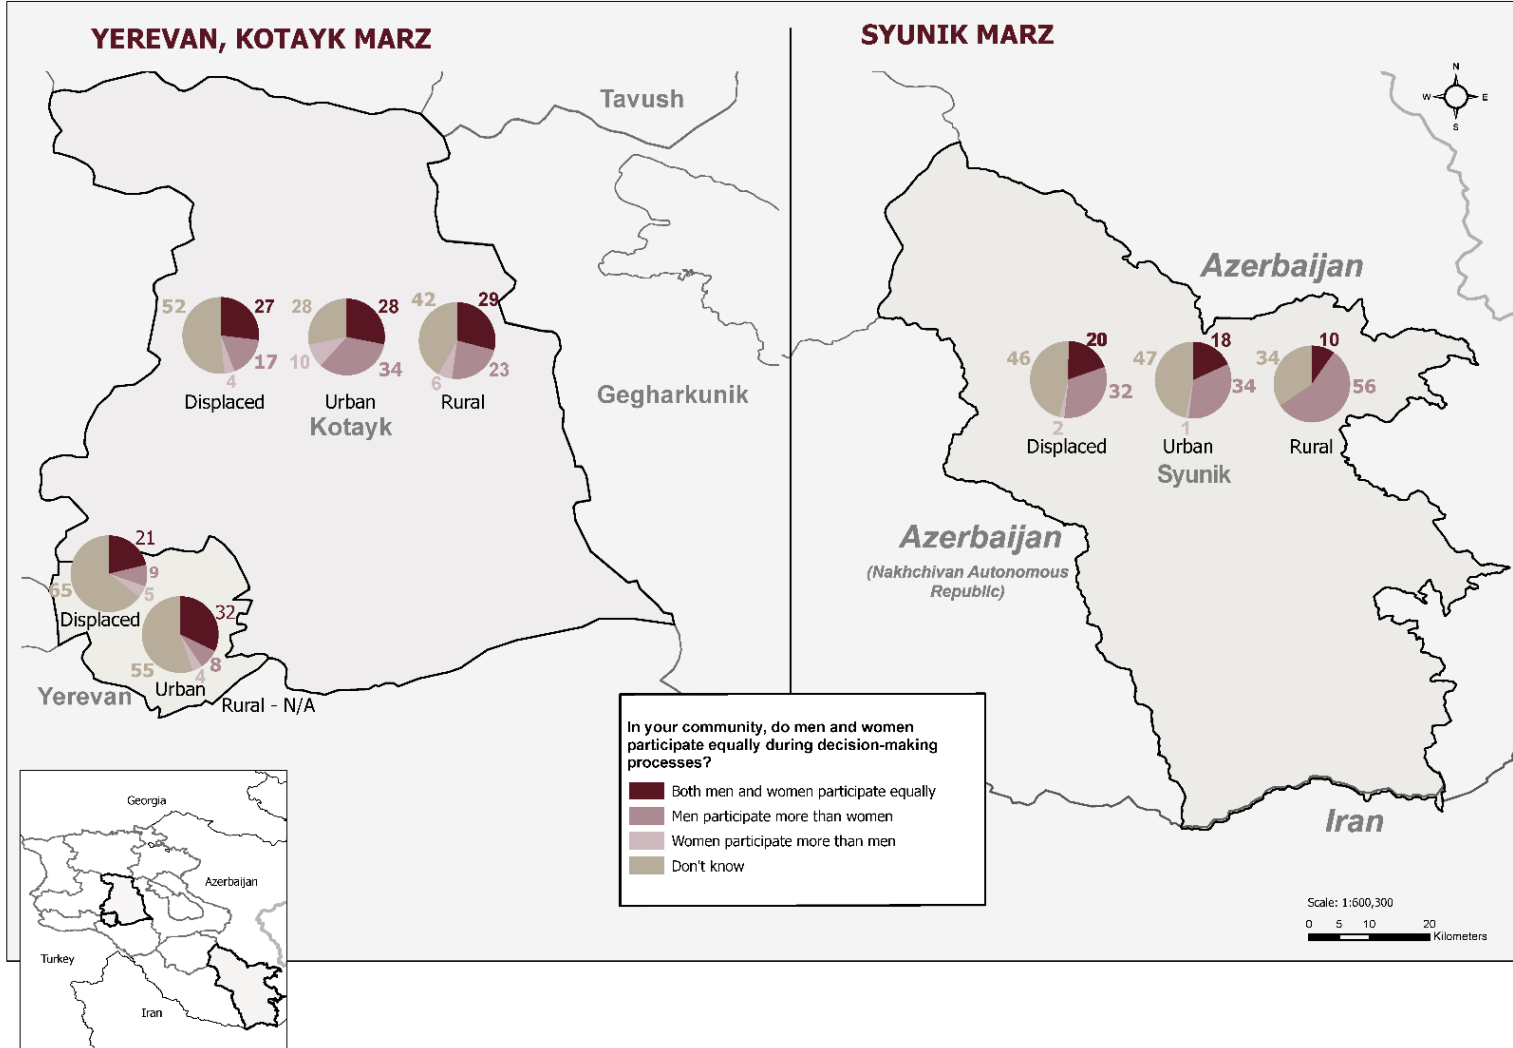 YEREVAN, KOTAYK MARZ
SYUNIK MARZ
N
W
E
S
Tavush
Gegharkunik
52
27
17
4
Displaced
28
28
34
10
Urban
42
29
23
6
Rural
Kotayk
21
9
5
65
Displaced
32
8
4
55
Urban
Yerevan
Rural - N/A
Azerbaijan
46
20
32
2
Displaced
47
18
34
1
Urban
34
10
56
Rural
Syunik
Azerbaijan
(Nakhchivan Autonomous
Republic)
Iran
In your community, do men and women
participate equally during decision-making
processes?
Both men and women participate equally
Men participate more than women
Women participate more than men
Don't know
Scale: 1:600,300
0 5 10 20
Kilometers
Georgia
Azerbaijan
Turkey
Iran